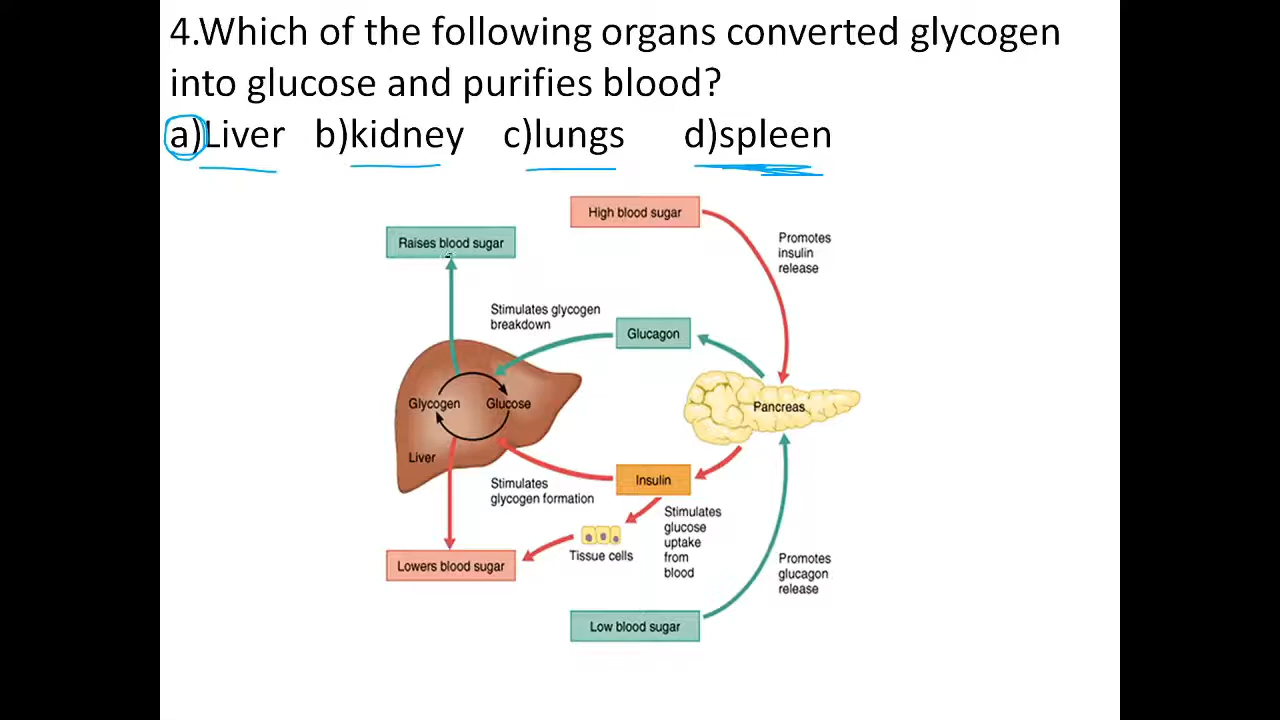 4.Which of the following organs converted glycogen
into glucose and purifies blood?
a)Liver b)kidney c)lungs d)spleen
High blood sugar
Raises blood sugar
Promotes
insulin
release
Stimulates glycogen
breakdown
Glucagon
Glycogen
Glucose
Pancreas
Liver
Insulin
Stimulates
glycogen formation
Stimulates
glucose
uptake
from
blood
Tissue cells
Lowers blood sugar
Promotes
glucagon
release
Low blood sugar